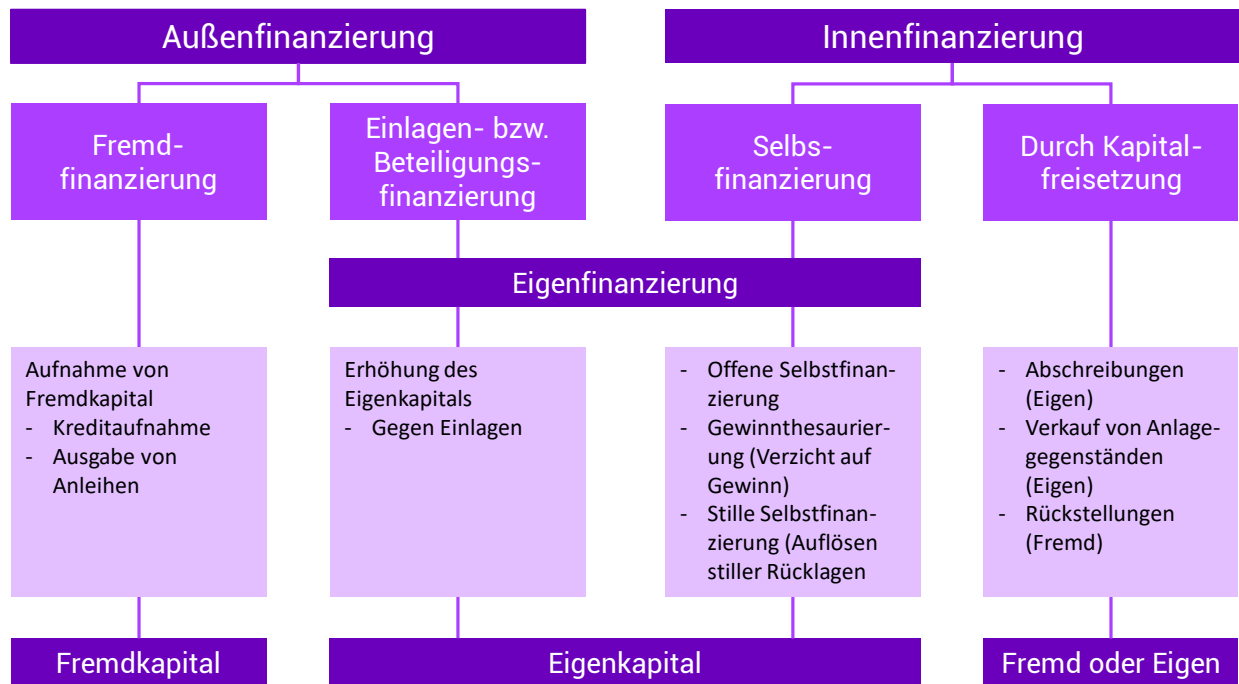 Außenfinanzierung
Innenfinanzierung
Fremd-
finanzierung
Einlagen- bzw.
Beteiligungs-
finanzierung
Selbs-
finanzierung
Durch Kapital-
freisetzung
Eigenfinanzierung
Aufnahme von
Fremdkapital
- Kreditaufnahme
- Ausgabe von
Anleihen
Erhöhung des
Eigenkapitals
- Gegen Einlagen
- Offene Selbstfinan-
zierung
- Gewinnthesaurier-
ung (Verzicht auf
Gewinn)
- Stille Selbstfinan-
zierung (Auflösen
stiller Rücklagen
- Abschreibungen
(Eigen)
- Verkauf von Anlage-
gegenständen
(Eigen)
- Rückstellungen
(Fremd)
Fremdkapital
Eigenkapital
Fremd oder Eigen